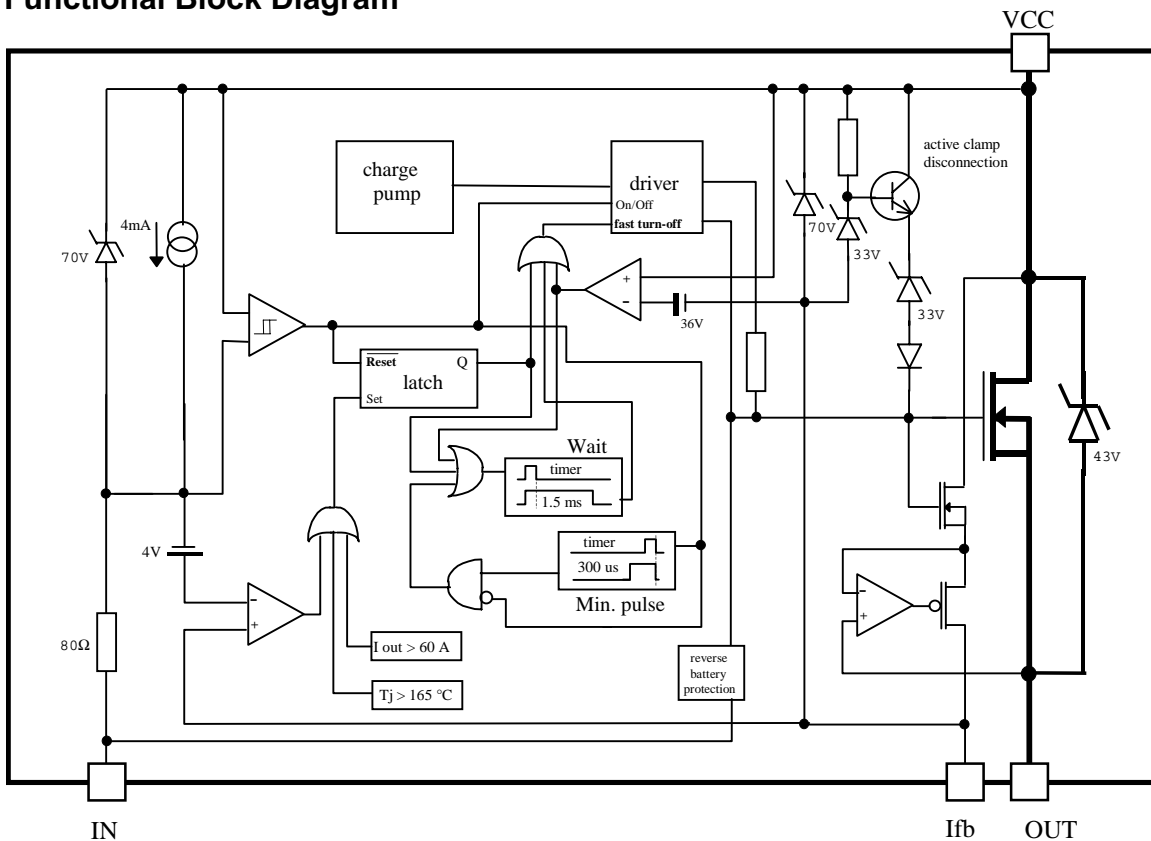 Functional Block Diagram
VCC
charge
pump
driver
On/Off
fast turn-off
active clamp
disconnection
4mA
70V
70V
33V
33V
+
-
36V
Reset
Q
latch
Set
43V
Wait
timer
1.5 ms
4V
timer
300 us
Min. pulse
-
+
-
+
80Ω
I out > 60 A
Tj > 165 °C
reverse
battery
protection
IN
Ifb
OUT